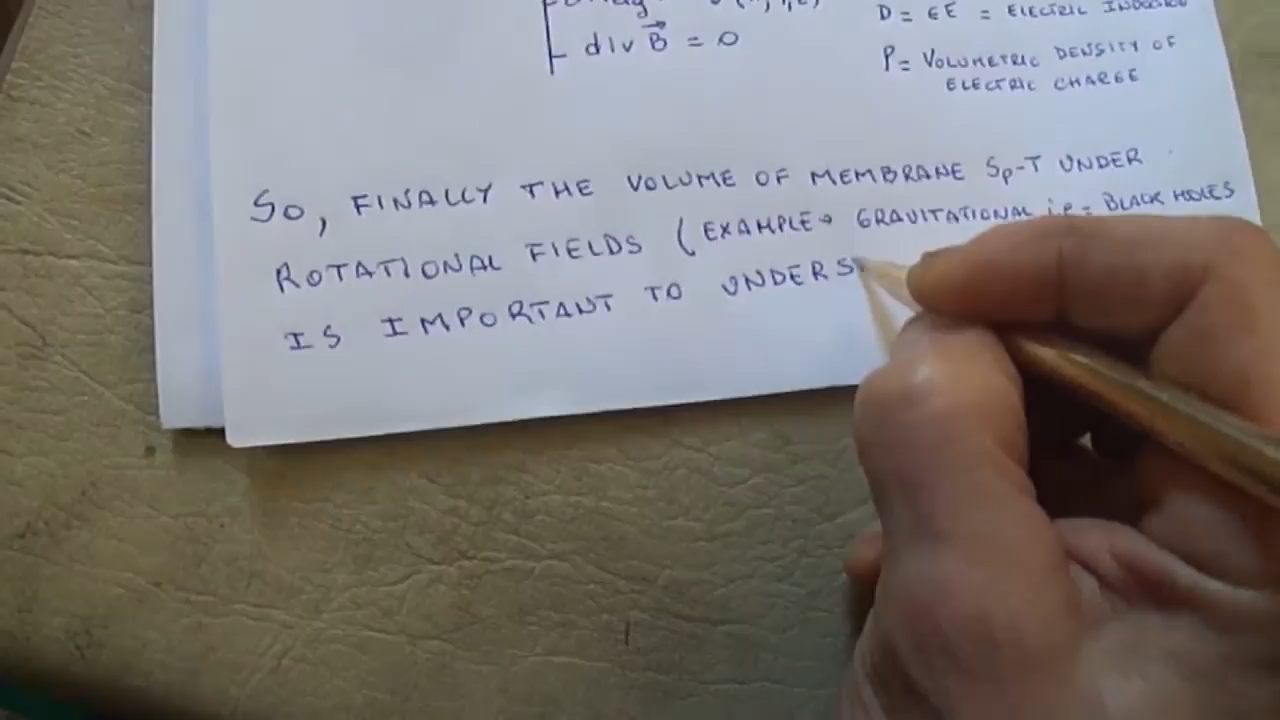 D = ϵE = ELECTRIC
div B⃗ = 0
ρ = VOLUMETRIC DENSITY OF
ELECTRIC CHARGE
SO, FINALLY THE VOLUME OF MEMBRANE Sp-T UNDER
ROTATIONAL FIELDS (EXAMPLE → GRAVITATIONAL i.e = BLACK HOLES
IS IMPORTANT TO UNDERS